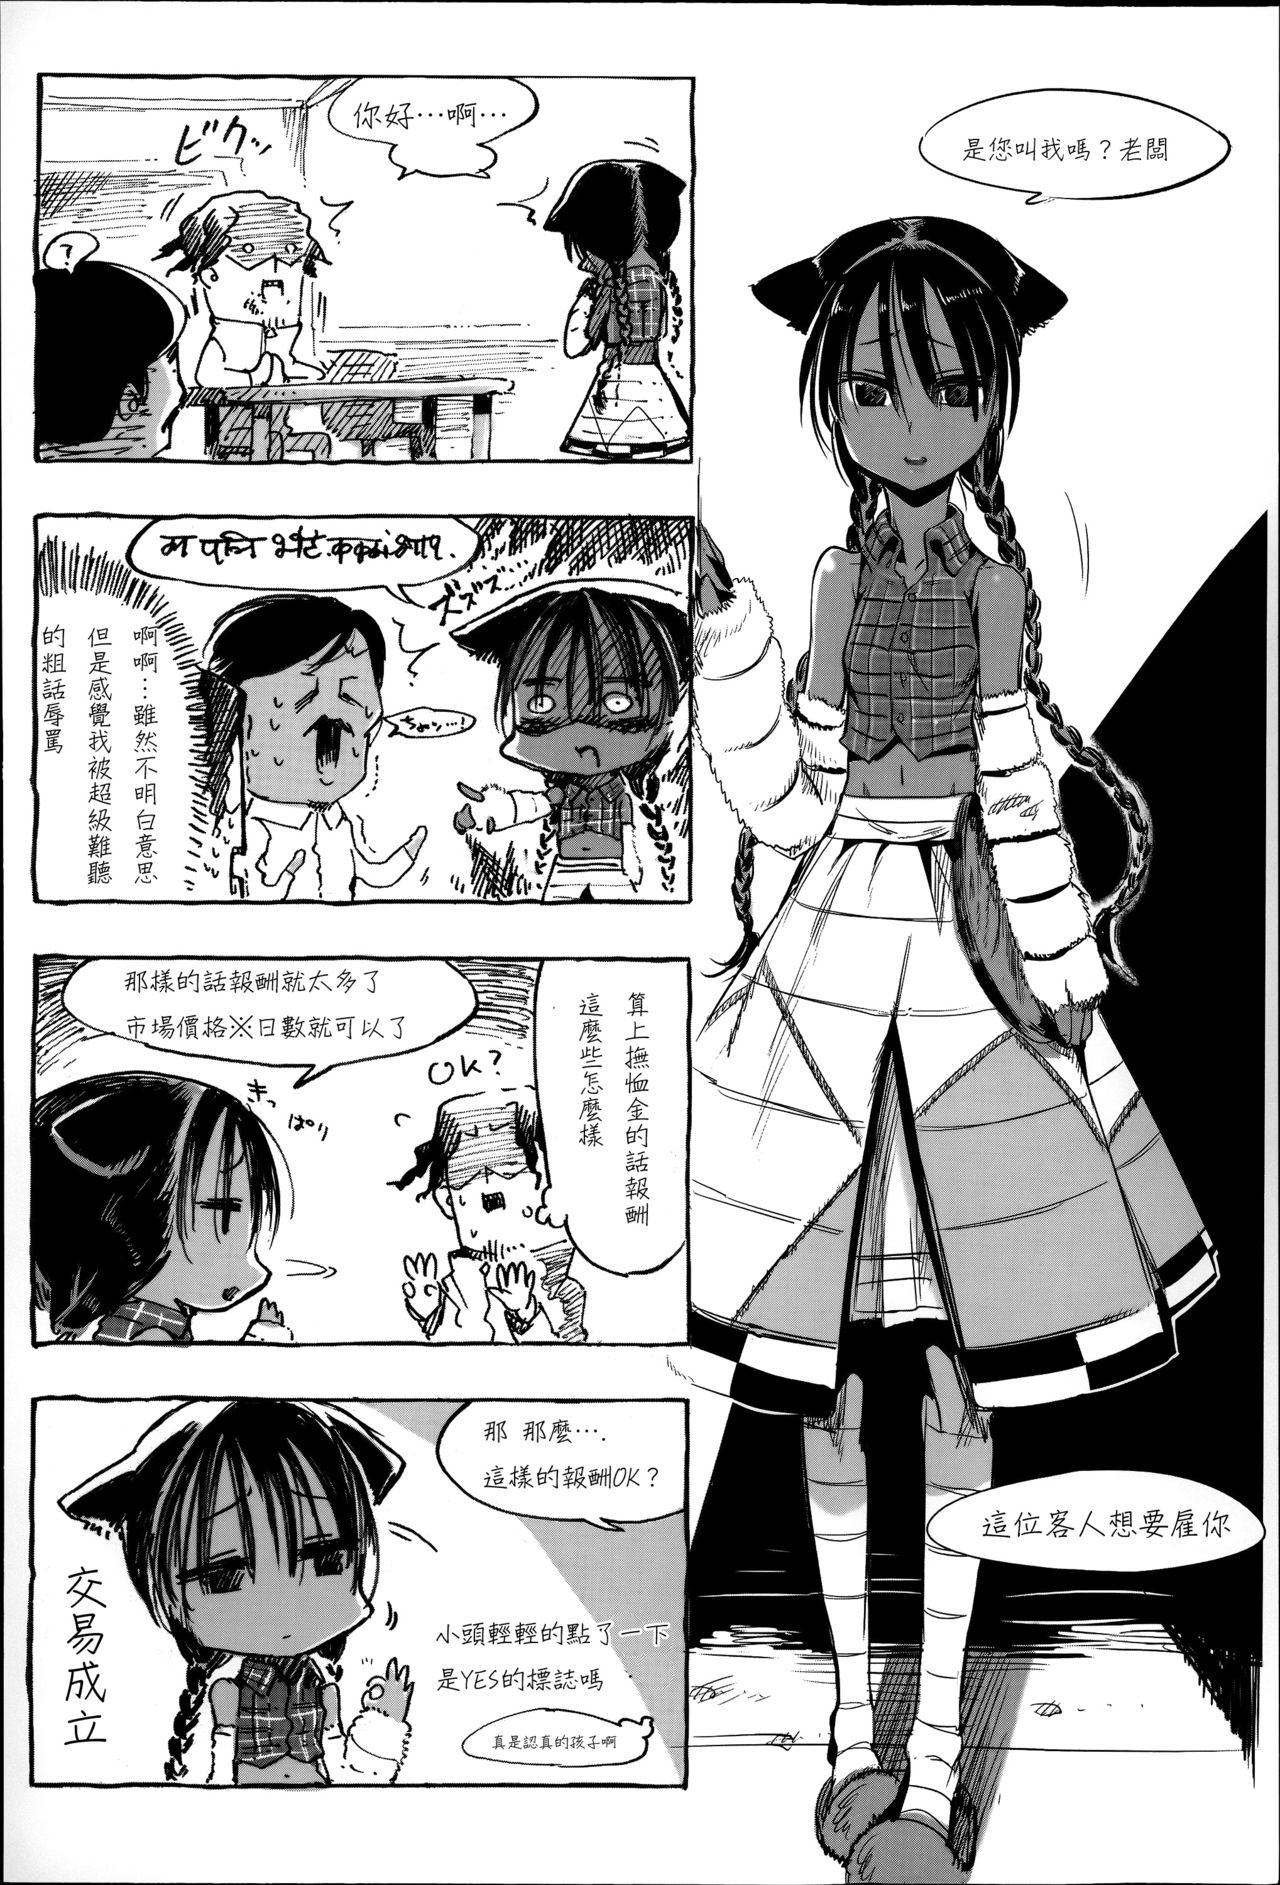 是您叫我嗎？老闆
這位客人想要雇你
你好…啊…
ビクッ
?
ズズズ…
ちょっ…!
啊啊…雖然不明白意思
但是感覺我被超級難聽
的粗話辱罵
算上撫恤金的話報酬
這麼些怎麼樣
OK?
那樣的話報酬就太多了
市場價格※日數就可以了
きっぱり
那 那麼….
這樣的報酬OK？
小頭輕輕的點了一下
是YES的標誌嗎
真是認真的孩子啊
交易成立